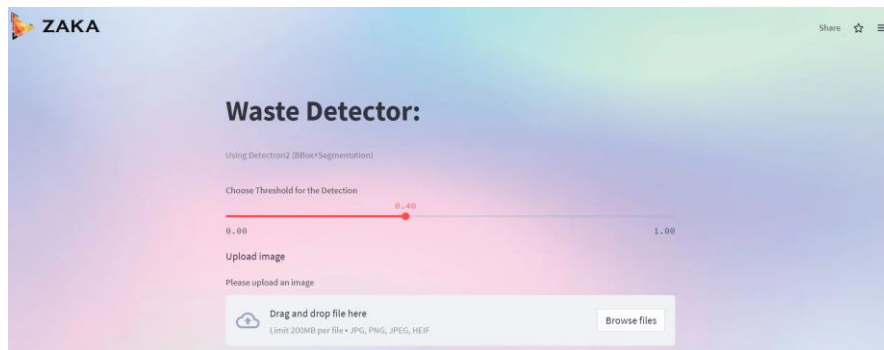 ZAKA
Share
Waste Detector:
Using Detectron2 (BBox+Segmentation)
Choose Threshold for the Detection
0.40
0.00 1.00
Upload image
Please upload an image
Drag and drop file here
Limit 200MB per file • JPG, PNG, JPEG, HEIF
Browse files